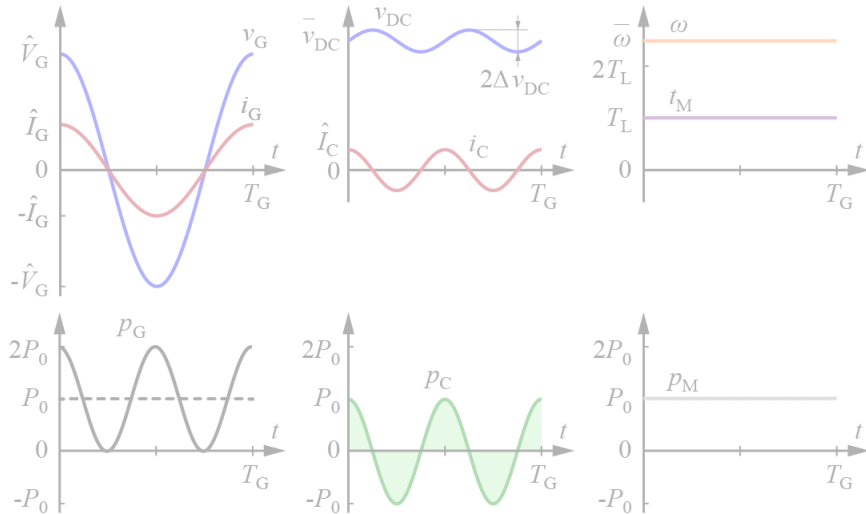 V̂G
vG
ÎG
iG
t
0
TG
-ÎG
-V̂G
v̄DC
vDC
2ΔvDC
ÎC
iC
t
0
TG
ω̄
ω
2TL
TL
tM
t
0
TG
pG
2P0
P0
t
0
TG
-P0
2P0
pC
P0
t
0
TG
-P0
2P0
pM
P0
t
0
TG
-P0